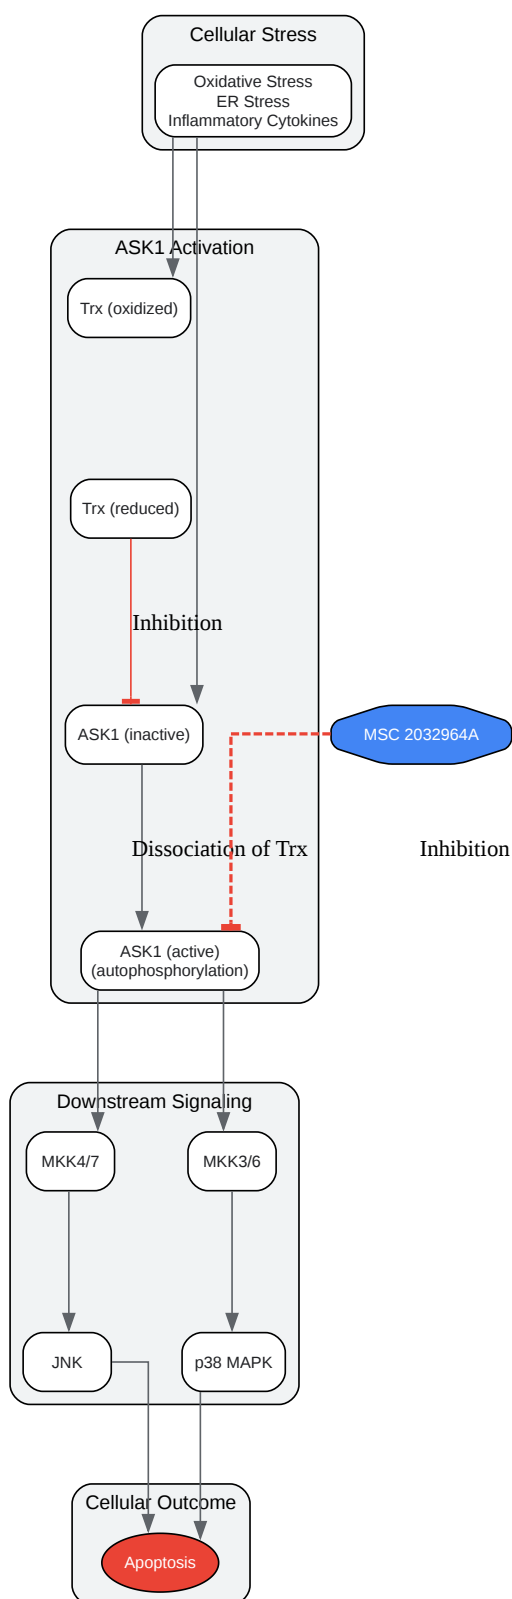 Cellular Stress
Oxidative Stress
ER Stress
Inflammatory Cytokines
ASK1 Activation
Trx (oxidized)
Trx (reduced)
Inhibition
ASK1 (inactive)
MSC 2032964A
Dissociation of Trx
Inhibition
ASK1 (active)
(autophosphorylation)
Downstream Signaling
MKK4/7
MKK3/6
JNK
p38 MAPK
Cellular Outcome
Apoptosis